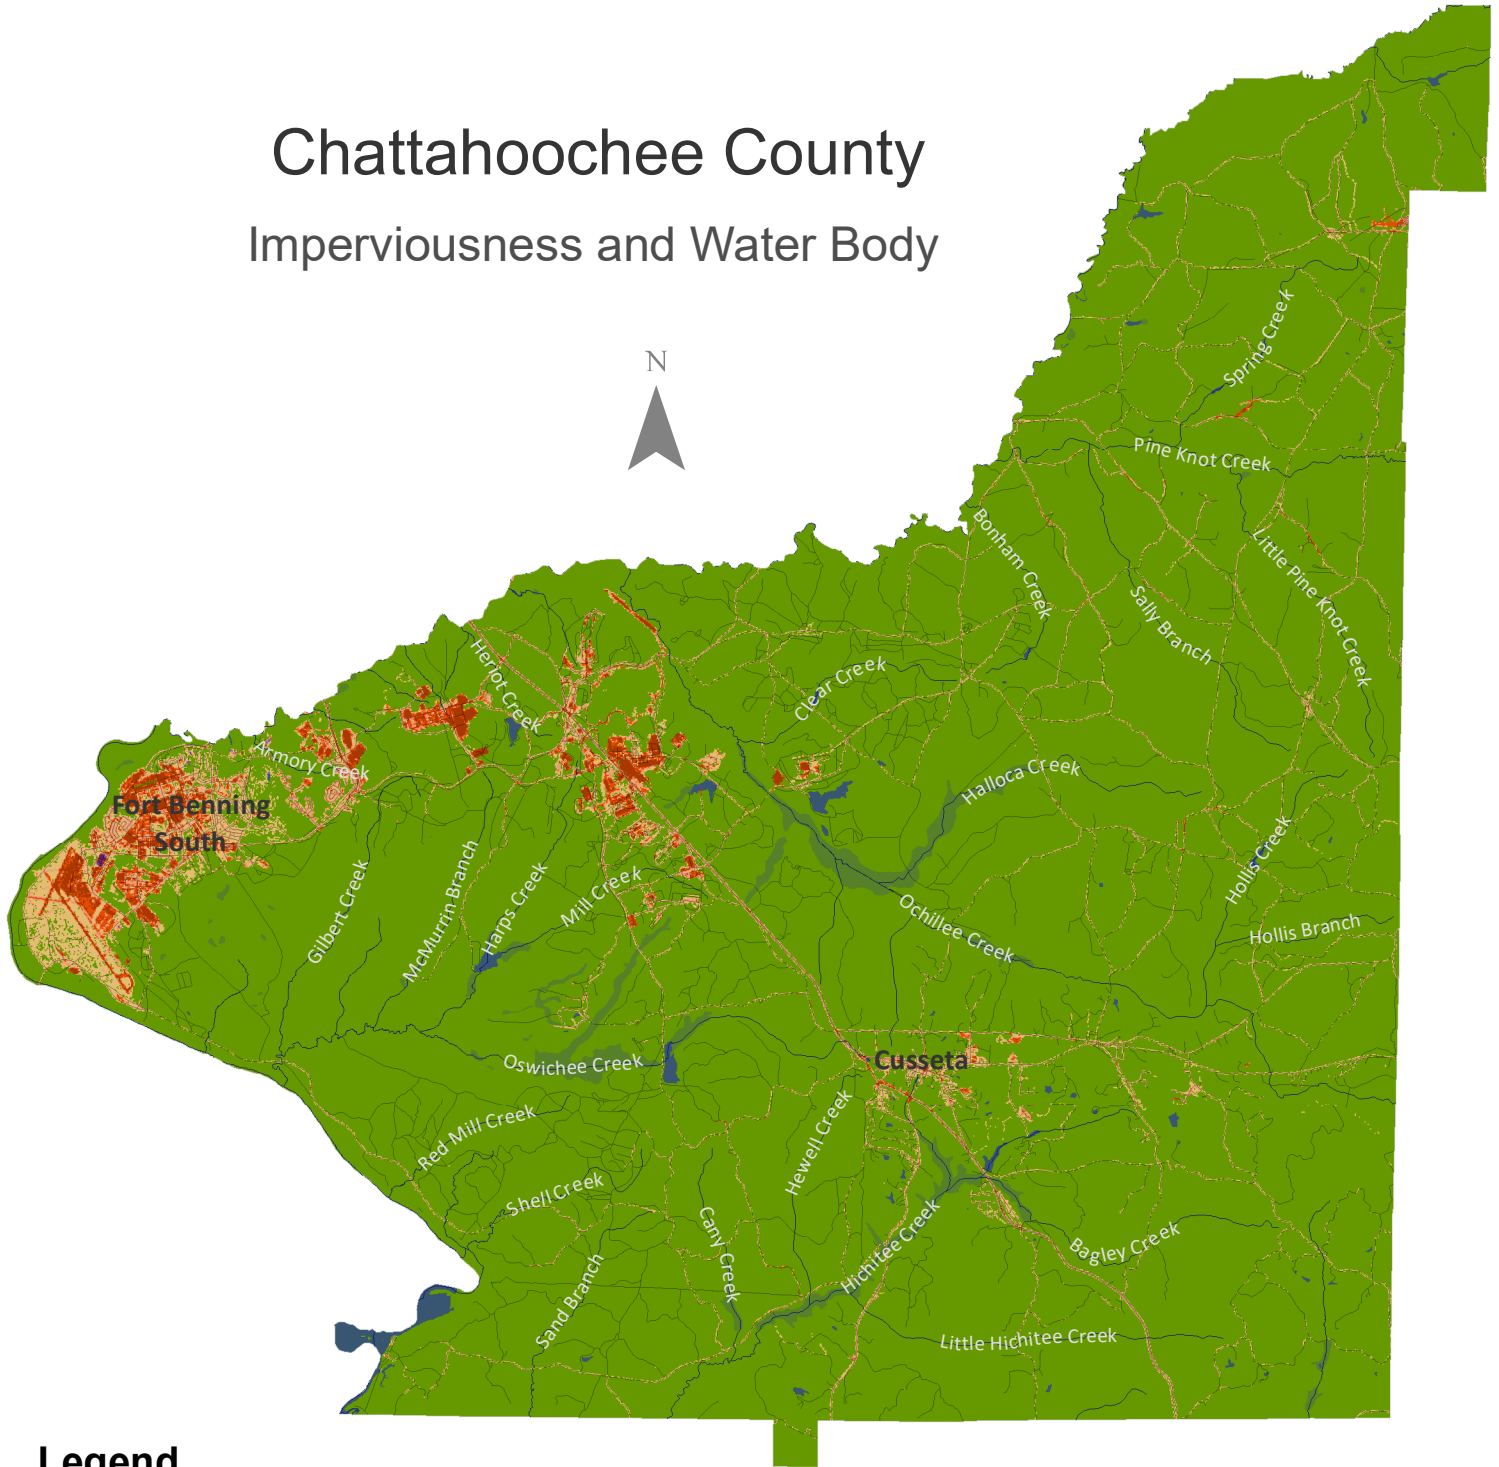 Chattahoochee County
Imperviousness and Water Body
N
Spring Creek
Pine Knot Creek
Bonham Creek
Little Pine Knot Creek
Sally Branch
Heriot Creek
Clear Creek
Armory Creek
Halloca Creek
Fort Benning
South
Hollis Creek
Gilbert Creek
McMurrin Branch
Harps Creek
Mill Creek
Ochillee Creek
Hollis Branch
Oswichee Creek
Cusseta
Red Mill Creek
Hewell Creek
Shell Creek
Cany Creek
Hichitee Creek
Bagley Creek
Sand Branch
Little Hichitee Creek
Legend